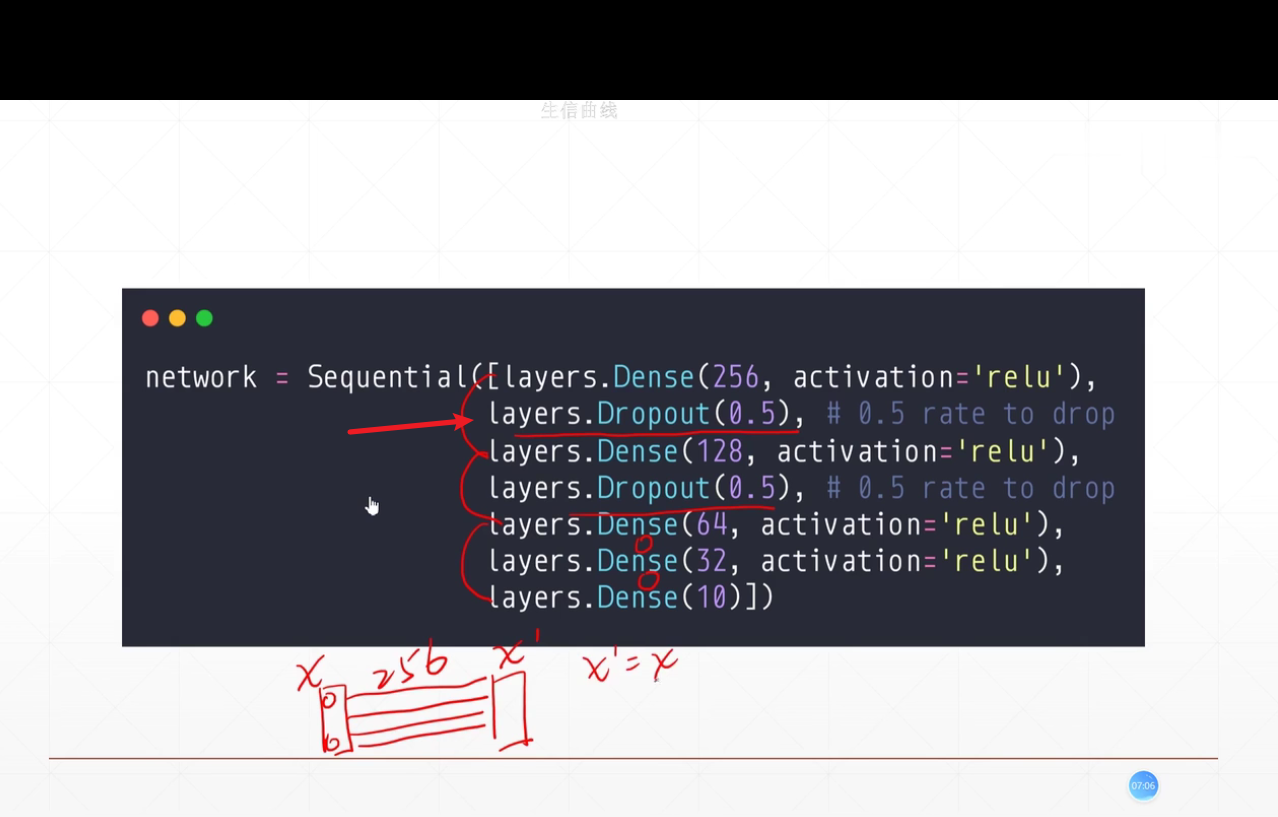 生信曲线
network = Sequential([layers.Dense(256, activation='relu'),
layers.Dropout(0.5), # 0.5 rate to drop
layers.Dense(128, activation='relu'),
layers.Dropout(0.5), # 0.5 rate to drop
layers.Dense(64, activation='relu'),
layers.Dense(32, activation='relu'),
layers.Dense(10)])
x 256 x' x'=x
07:06